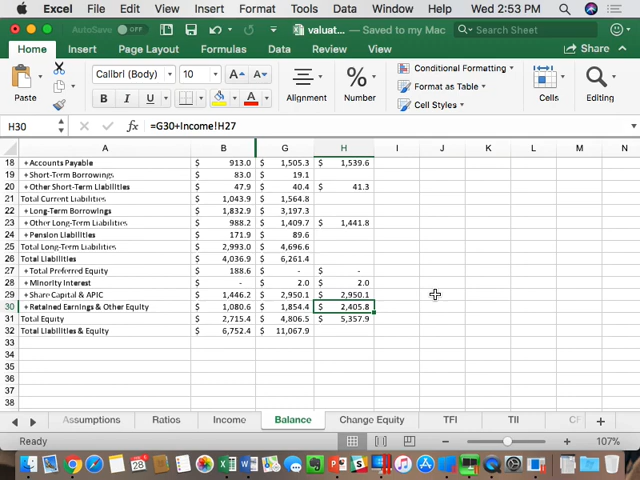 Excel File Edit View Insert Format Tools Data Window Help Wed 2:53 PM
AutoSave OFF valuat... — Saved to my Mac Search Sheet
Home Insert Page Layout Formulas Data Review View Share
Paste Calibri (Body) 10 A A Alignment % Number Conditional Formatting Cells Editing
B I U A Format as Table
Cell Styles
H30 fx =G30+Income!H27
A B G H I J K L M N
18 + Accounts Payable $ 913.0 $ 1,505.3 $ 1,539.6
19 + Short-Term Borrowings $ 83.0 $ 19.1
20 + Other Short-Term Liabilities $ 47.9 $ 40.4 $ 41.3
21 Total Current Liabilities $ 1,043.9 $ 1,564.8
22 + Long-Term Borrowings $ 1,832.9 $ 3,197.3
23 + Other Long-Term Liabilities $ 988.2 $ 1,409.7 $ 1,441.8
24 + Pension Liabilities $ 171.9 $ 89.6
25 Total Long-Term Liabilities $ 2,993.0 $ 4,696.6
26 Total Liabilities $ 4,036.9 $ 6,261.4
27 + Total Preferred Equity $ 188.6 $ - $ -
28 + Minority Interest $ - $ 2.0 $ 2.0
29 + Share Capital & APIC $ 1,446.2 $ 2,950.1 $ 2,950.1
30 + Retained Earnings & Other Equity $ 1,080.6 $ 1,854.4 $ 2,405.8
31 Total Equity $ 2,715.4 $ 4,806.5 $ 5,357.9
32 Total Liabilities & Equity $ 6,752.4 $ 11,067.9
33
34
35
36
37
38
Assumptions Ratios Income Balance Change Equity TFI TII CF +
Ready 107%